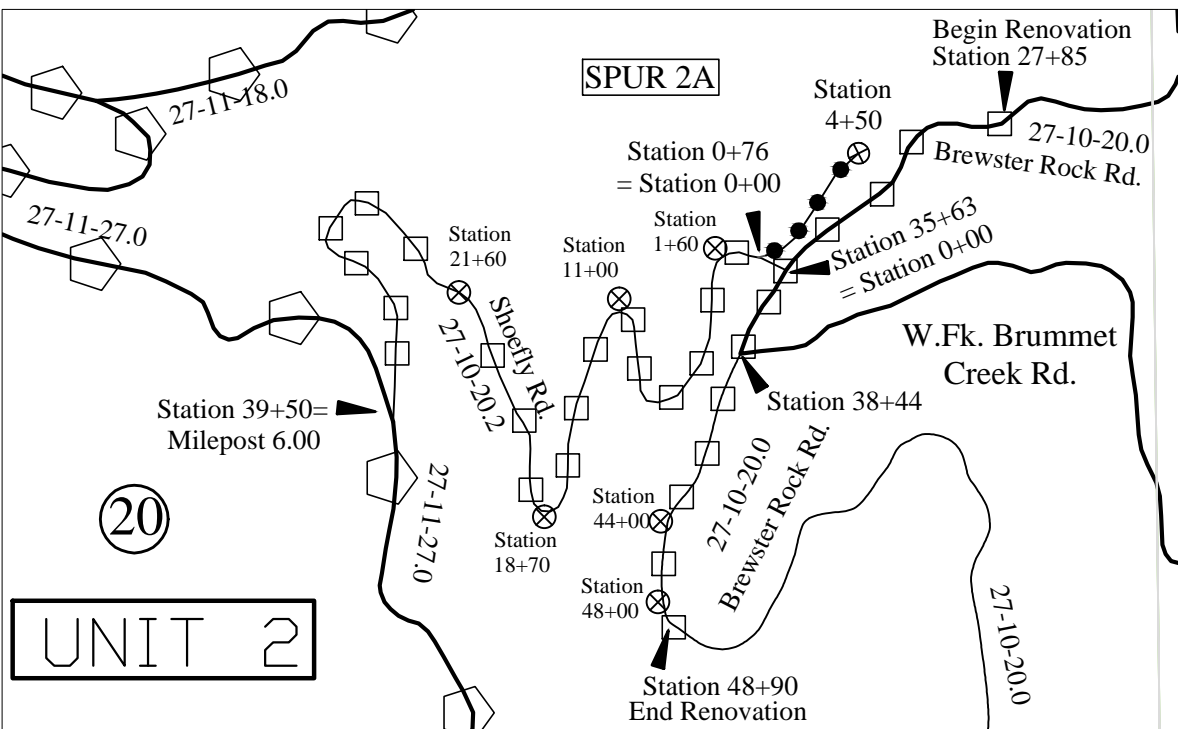 Begin Renovation
Station 27+85
SPUR 2A
Station
4+50
27-11-18.0
27-10-20.0
Brewster Rock Rd.
Station 0+76
= Station 0+00
27-11-27.0
Station
1+60
Station 35+63
= Station 0+00
Station
21+60
Station
11+00
Shoefly Rd.
27-10-20.2
W.Fk. Brummet
Creek Rd.
Station 39+50=
Milepost 6.00
Station 38+44
27-10-20.0
Brewster Rock Rd.
20
27-11-27.0
Station
44+00
Station
18+70
Station
48+00
27-10-20.0
UNIT 2
Station 48+90
End Renovation